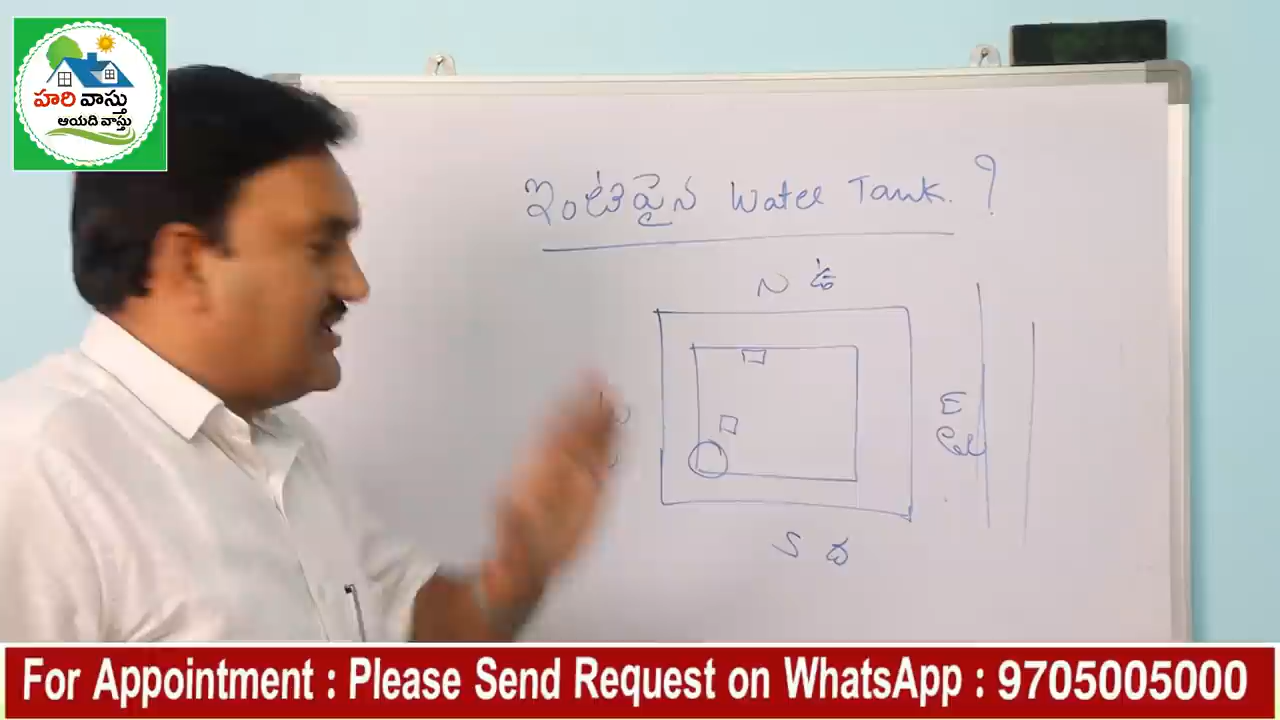 హరి వాస్తు
ఆయది వాస్తు
ఇంటిపైన Water Tank. ?
N ఉ
E
తూ
S ద
For Appointment : Please Send Request on WhatsApp : 9705005000